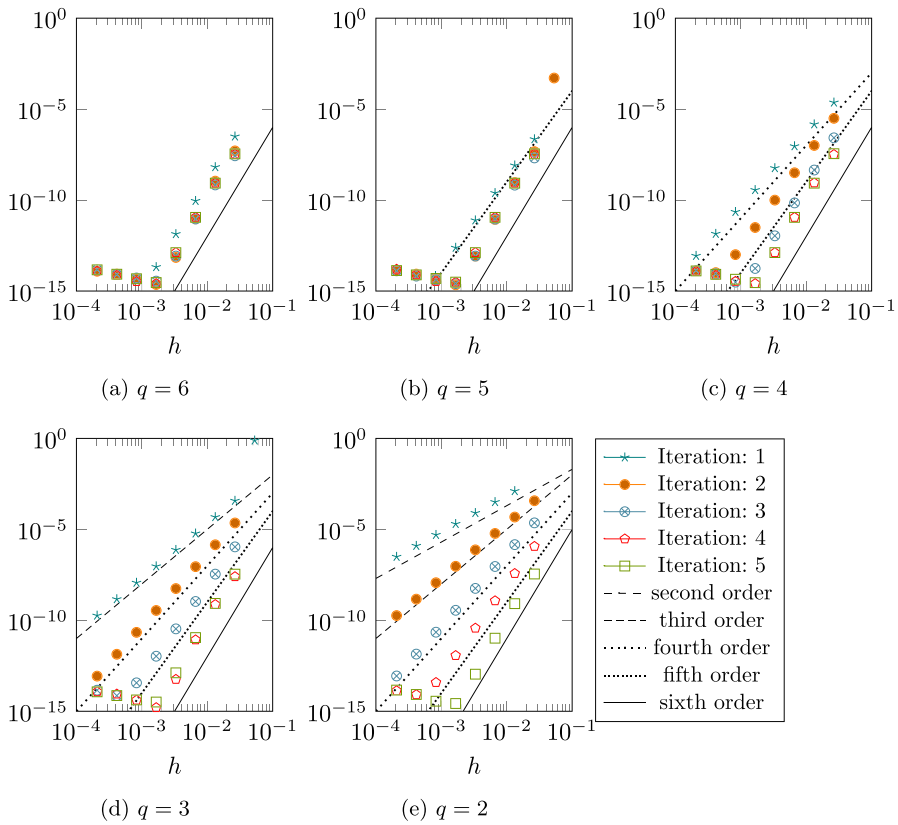 10^0
10^−5
10^−10
10^−15
10^−4 10^−3 10^−2 10^−1
h
(a) q = 6
10^0
10^−5
10^−10
10^−15
10^−4 10^−3 10^−2 10^−1
h
(b) q = 5
10^0
10^−5
10^−10
10^−15
10^−4 10^−3 10^−2 10^−1
h
(c) q = 4
10^0
10^−5
10^−10
10^−15
10^−4 10^−3 10^−2 10^−1
h
(d) q = 3
10^0
10^−5
10^−10
10^−15
10^−4 10^−3 10^−2 10^−1
h
(e) q = 2
Iteration: 1
Iteration: 2
Iteration: 3
Iteration: 4
Iteration: 5
second order
third order
fourth order
fifth order
sixth order